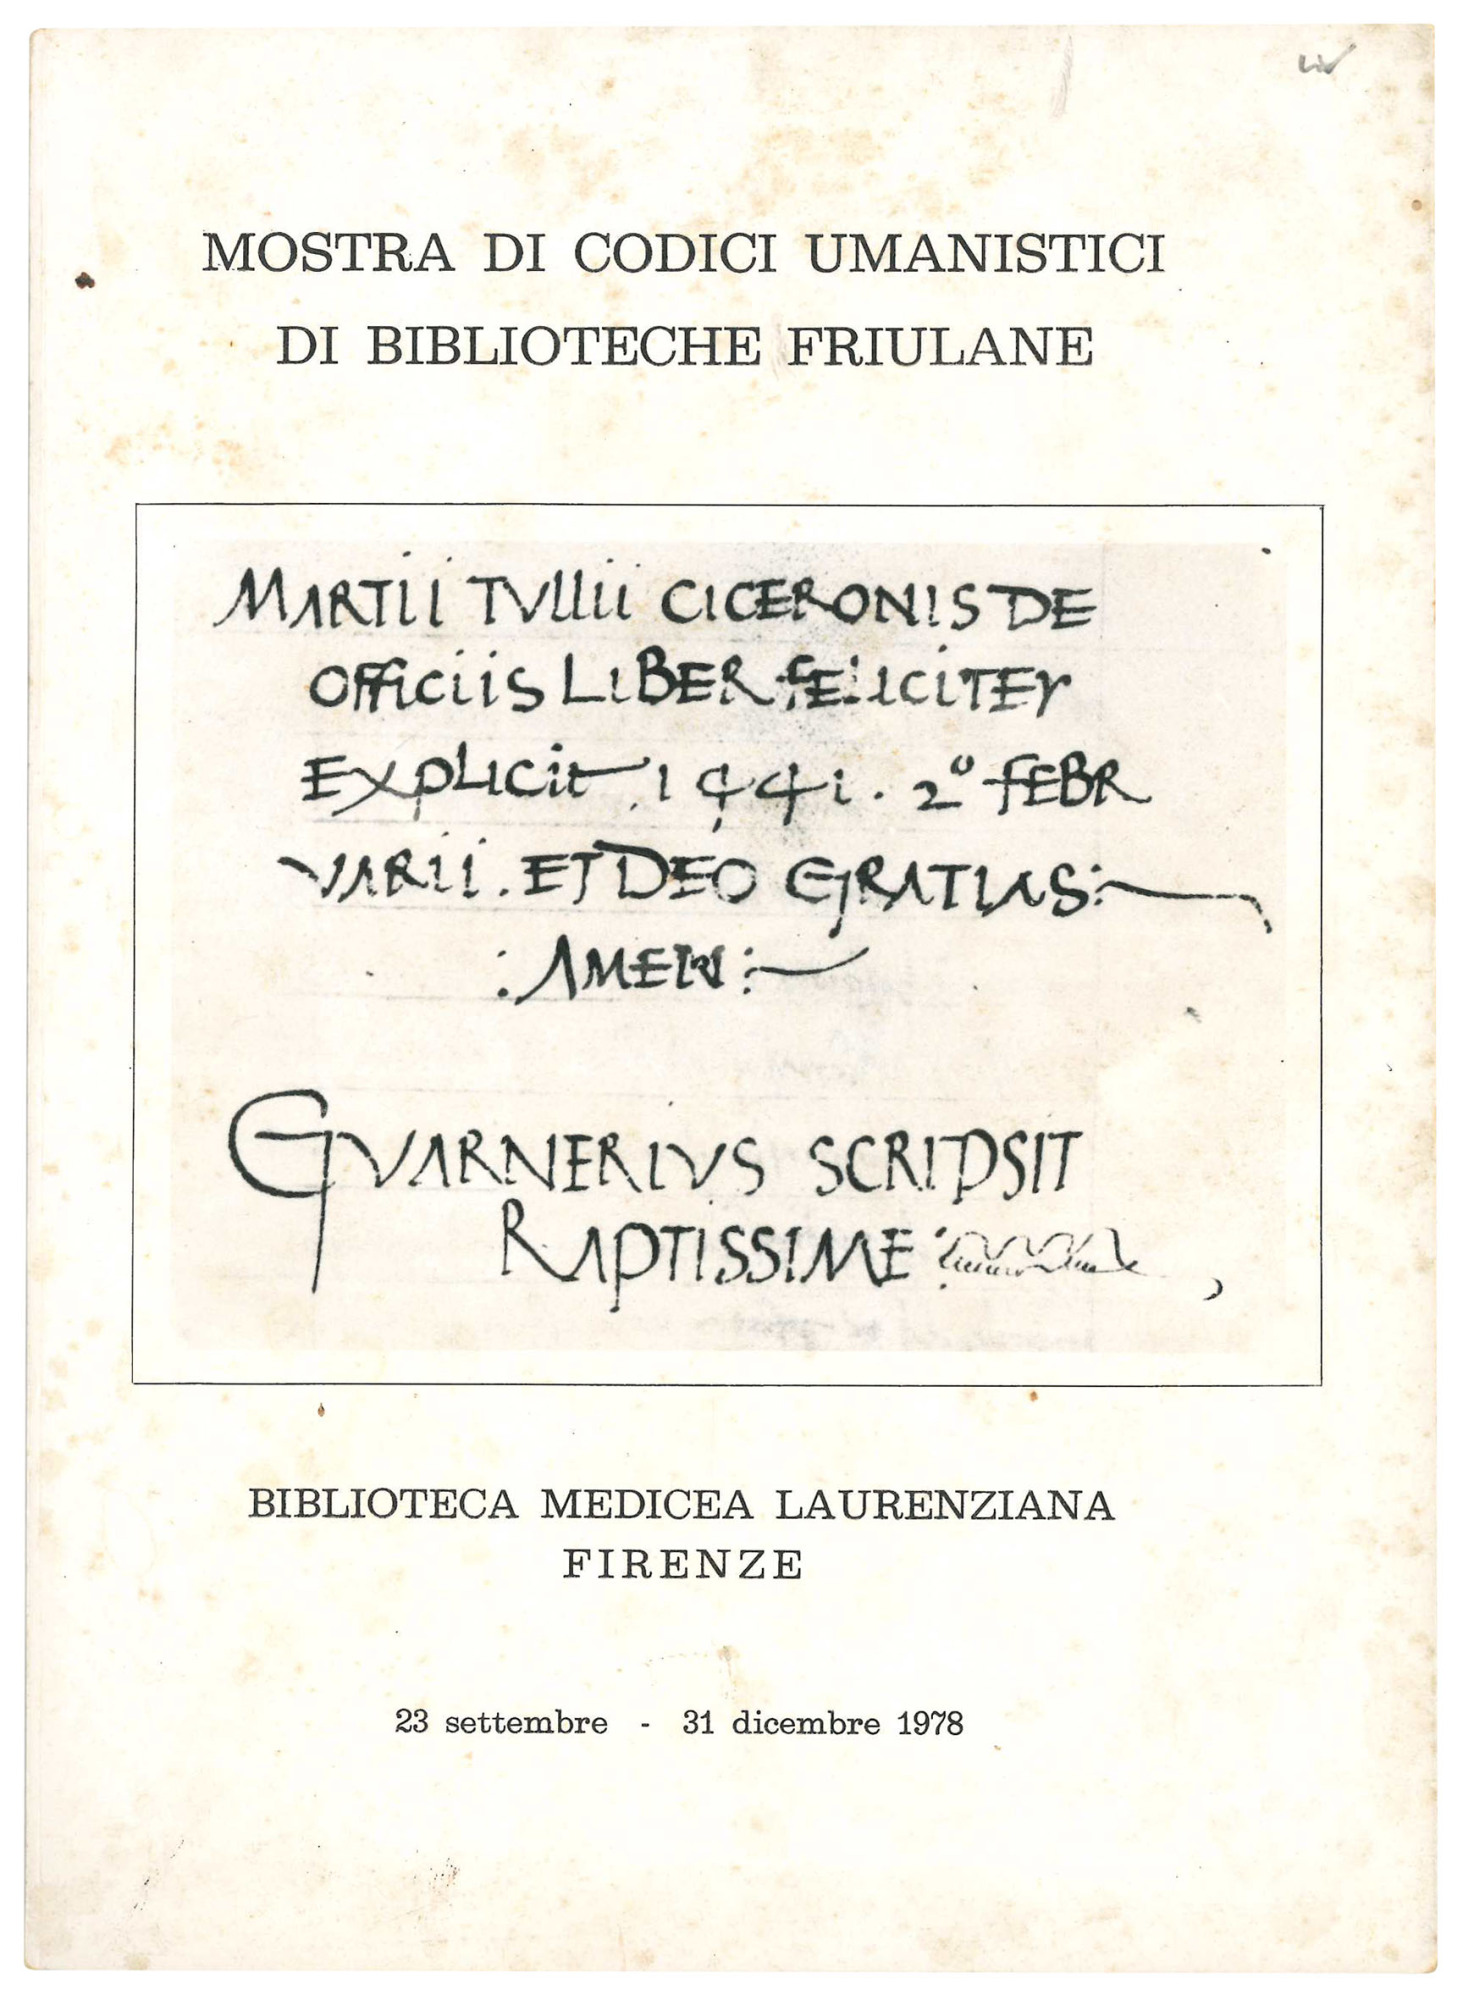 MOSTRA DI CODICI UMANISTICI
DI BIBLIOTECHE FRIULANE
MARTII TVLLII CICERONIS DE
OFFICIIS LIBER FELICITER
EXPLICIT. 1441. 2º FEBR
VARII. ET DEO GRATIAS:
:AMEN:
GVARNERIVS SCRIPSIT
RAPTISSIME:
BIBLIOTECA MEDICEA LAURENZIANA
FIRENZE
23 settembre - 31 dicembre 1978